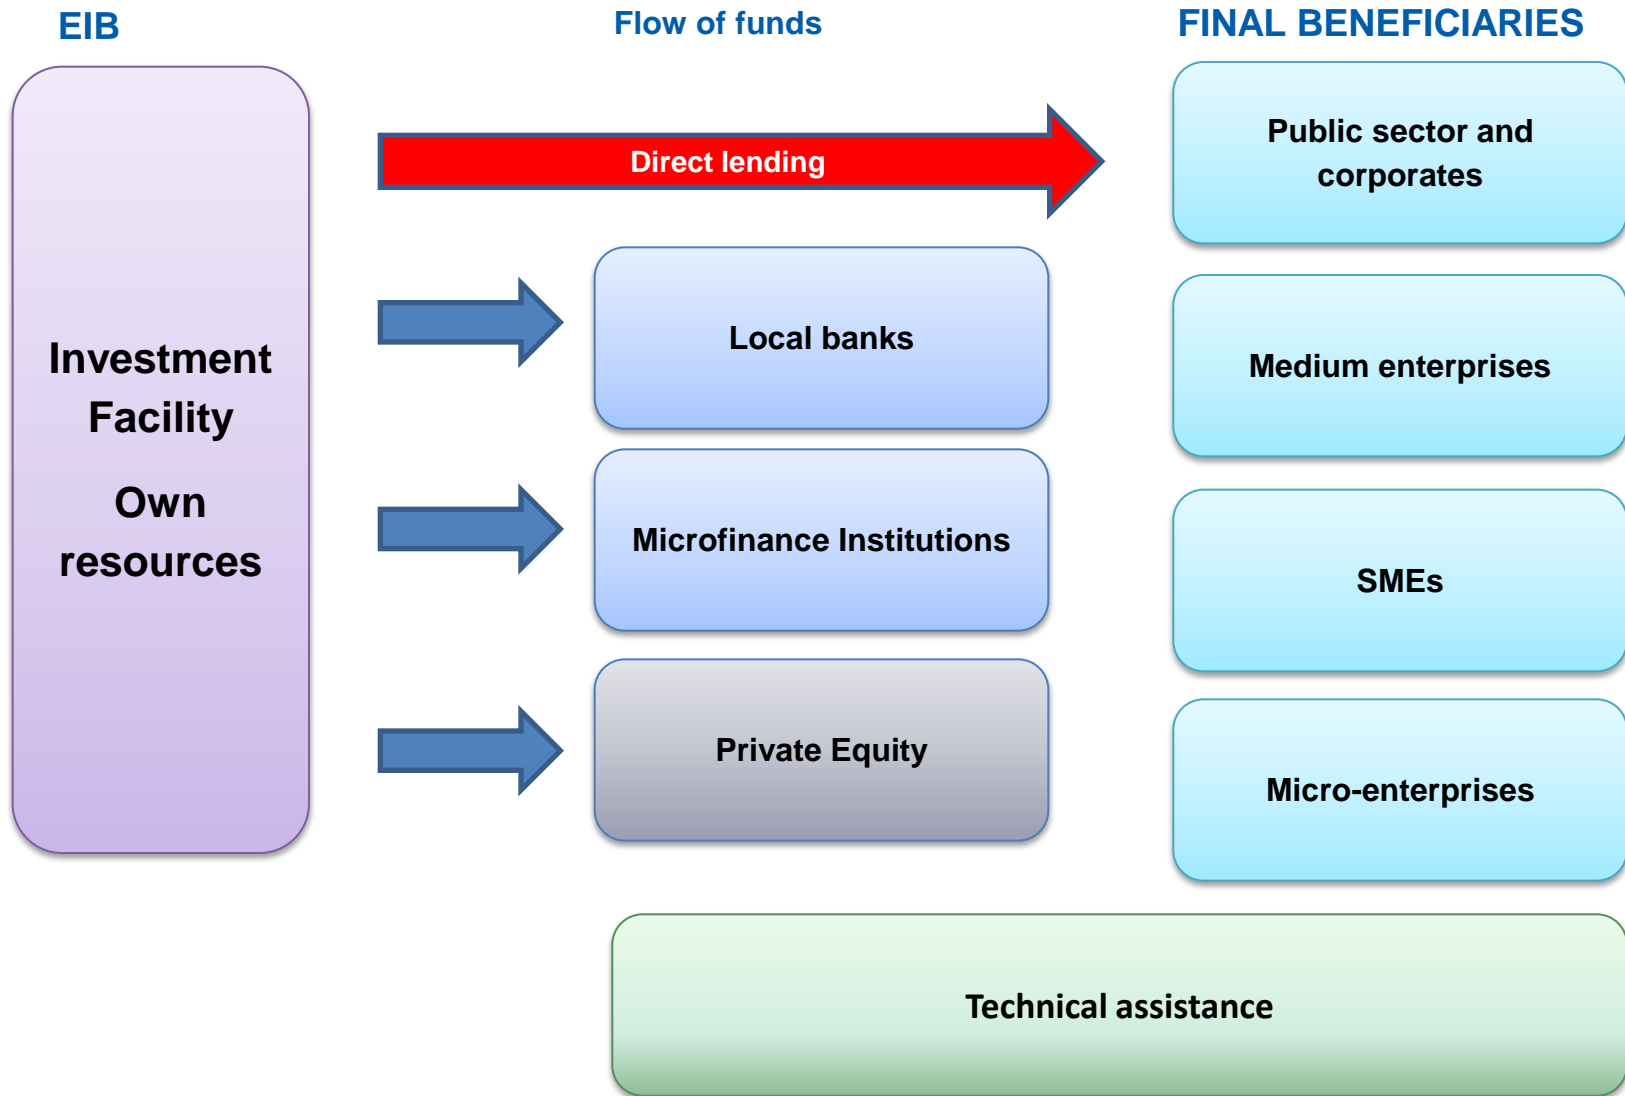 EIB
Flow of funds
FINAL BENEFICIARIES
Investment
Facility
Own
resources
Direct lending
Public sector and
corporates
Local banks
Medium enterprises
Microfinance Institutions
SMEs
Private Equity
Micro-enterprises
Technical assistance